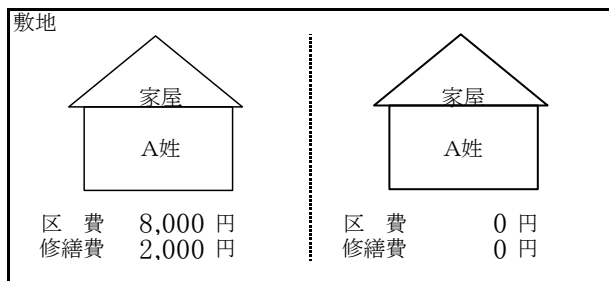 敷地
家屋 家屋
A姓 A姓
区 費 8,000 円 区 費 0 円
修繕費 2,000 円 修繕費 0 円